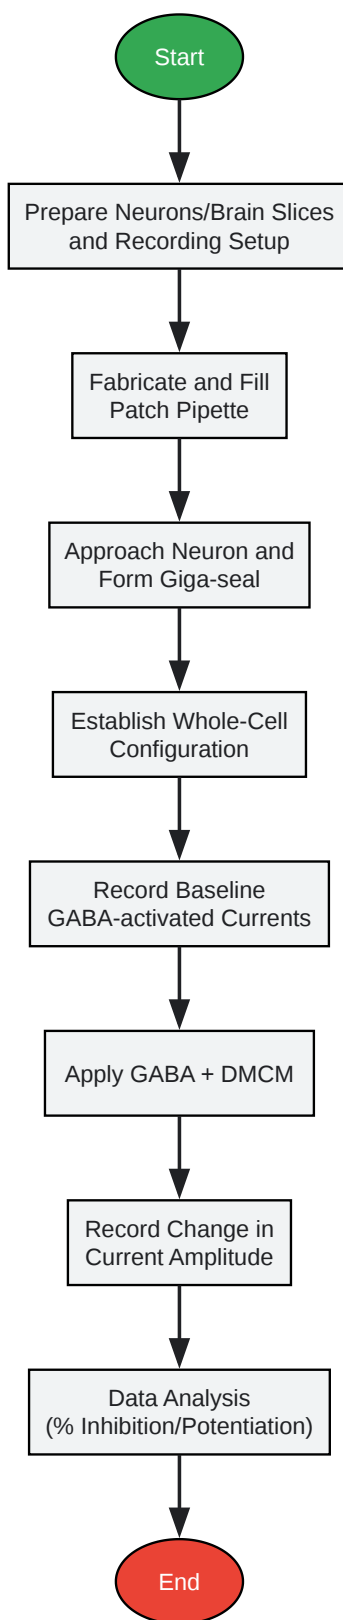 Start
Prepare Neurons/Brain Slices
and Recording Setup
Fabricate and Fill
Patch Pipette
Approach Neuron and
Form Giga-seal
Establish Whole-Cell
Configuration
Record Baseline
GABA-activated Currents
Apply GABA + DMCM
Record Change in
Current Amplitude
Data Analysis
(% Inhibition/Potentiation)
End